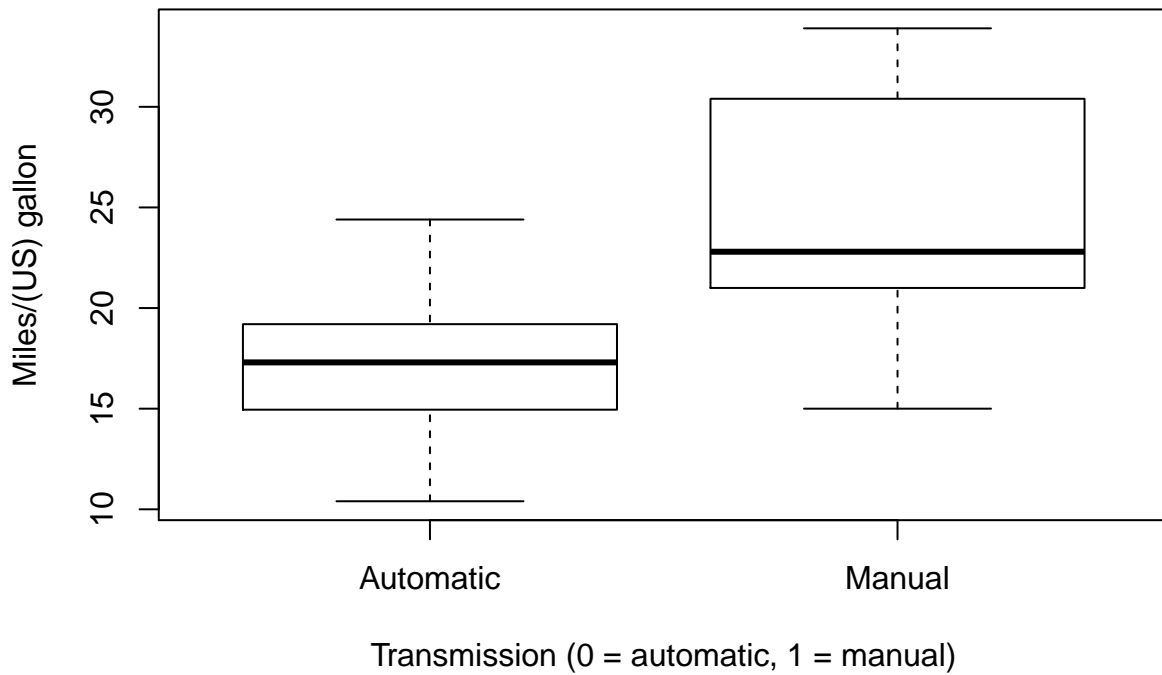 Miles/(US) gallon
30
25
20
15
10
Automatic Manual
Transmission (0 = automatic, 1 = manual)